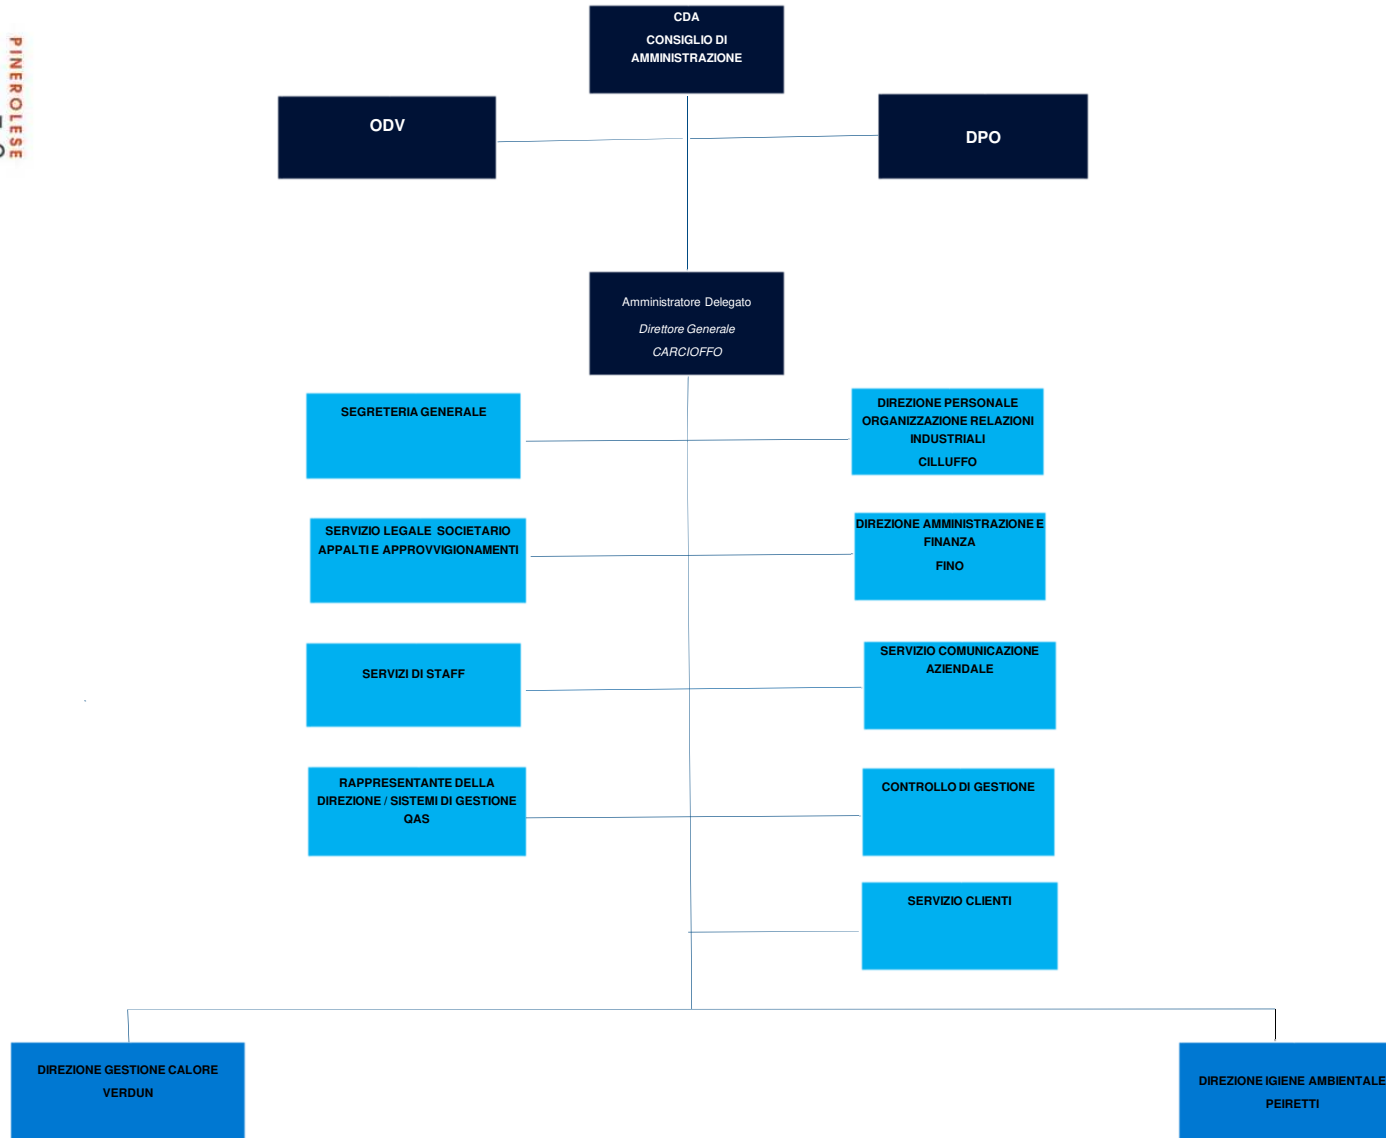 PINEROLESE
CDA
CONSIGLIO DI
AMMINISTRAZIONE
ODV
DPO
Amministratore Delegato
Direttore Generale
CARCIOFFO
SEGRETERIA GENERALE
DIREZIONE PERSONALE
ORGANIZZAZIONE RELAZIONI
INDUSTRIALI
CILLUFFO
SERVIZIO LEGALE SOCIETARIO
APPALTI E APPROVVIGIONAMENTI
DIREZIONE AMMINISTRAZIONE E
FINANZA
FINO
SERVIZI DI STAFF
SERVIZIO COMUNICAZIONE
AZIENDALE
RAPPRESENTANTE DELLA
DIREZIONE / SISTEMI DI GESTIONE
QAS
CONTROLLO DI GESTIONE
SERVIZIO CLIENTI
DIREZIONE GESTIONE CALORE
VERDUN
DIREZIONE IGIENE AMBIENTALE
PEIRETTI